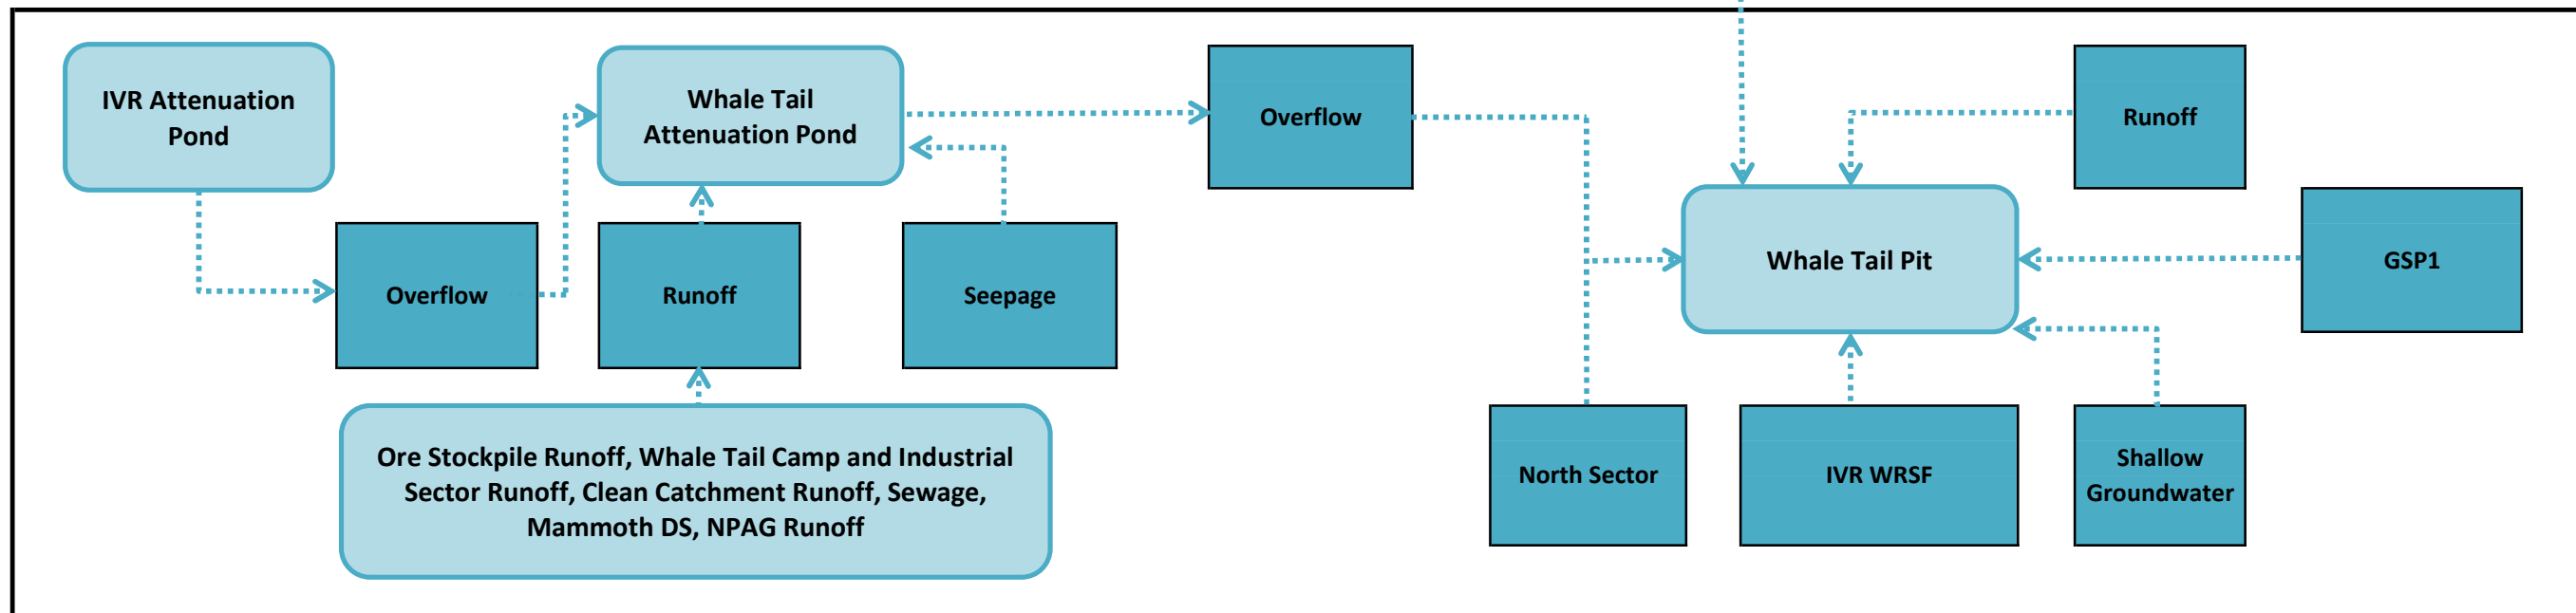 IVR Attenuation
Pond
Whale Tail
Attenuation Pond
Overflow
Runoff
Overflow
Runoff
Seepage
Whale Tail Pit
GSP1
Ore Stockpile Runoff, Whale Tail Camp and Industrial
Sector Runoff, Clean Catchment Runoff, Sewage,
Mammoth DS, NPAG Runoff
North Sector
IVR WRSF
Shallow
Groundwater